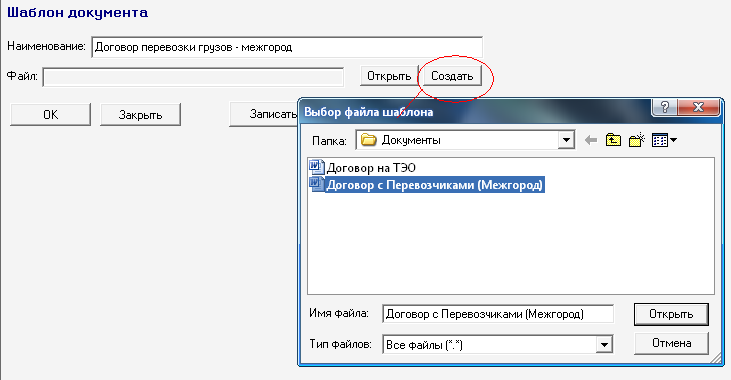 Шаблон документа
Наименование: Договор перевозки грузов - межгород
Файл: Открыть Создать
OK Закрыть Записать
Выбор файла шаблона
Папка: Документы
Договор на ТЭО
Договор с Перевозчиками (Межгород)
Имя файла: Договор с Перевозчиками (Межгород) Открыть
Тип файлов: Все файлы (*.*) Отмена